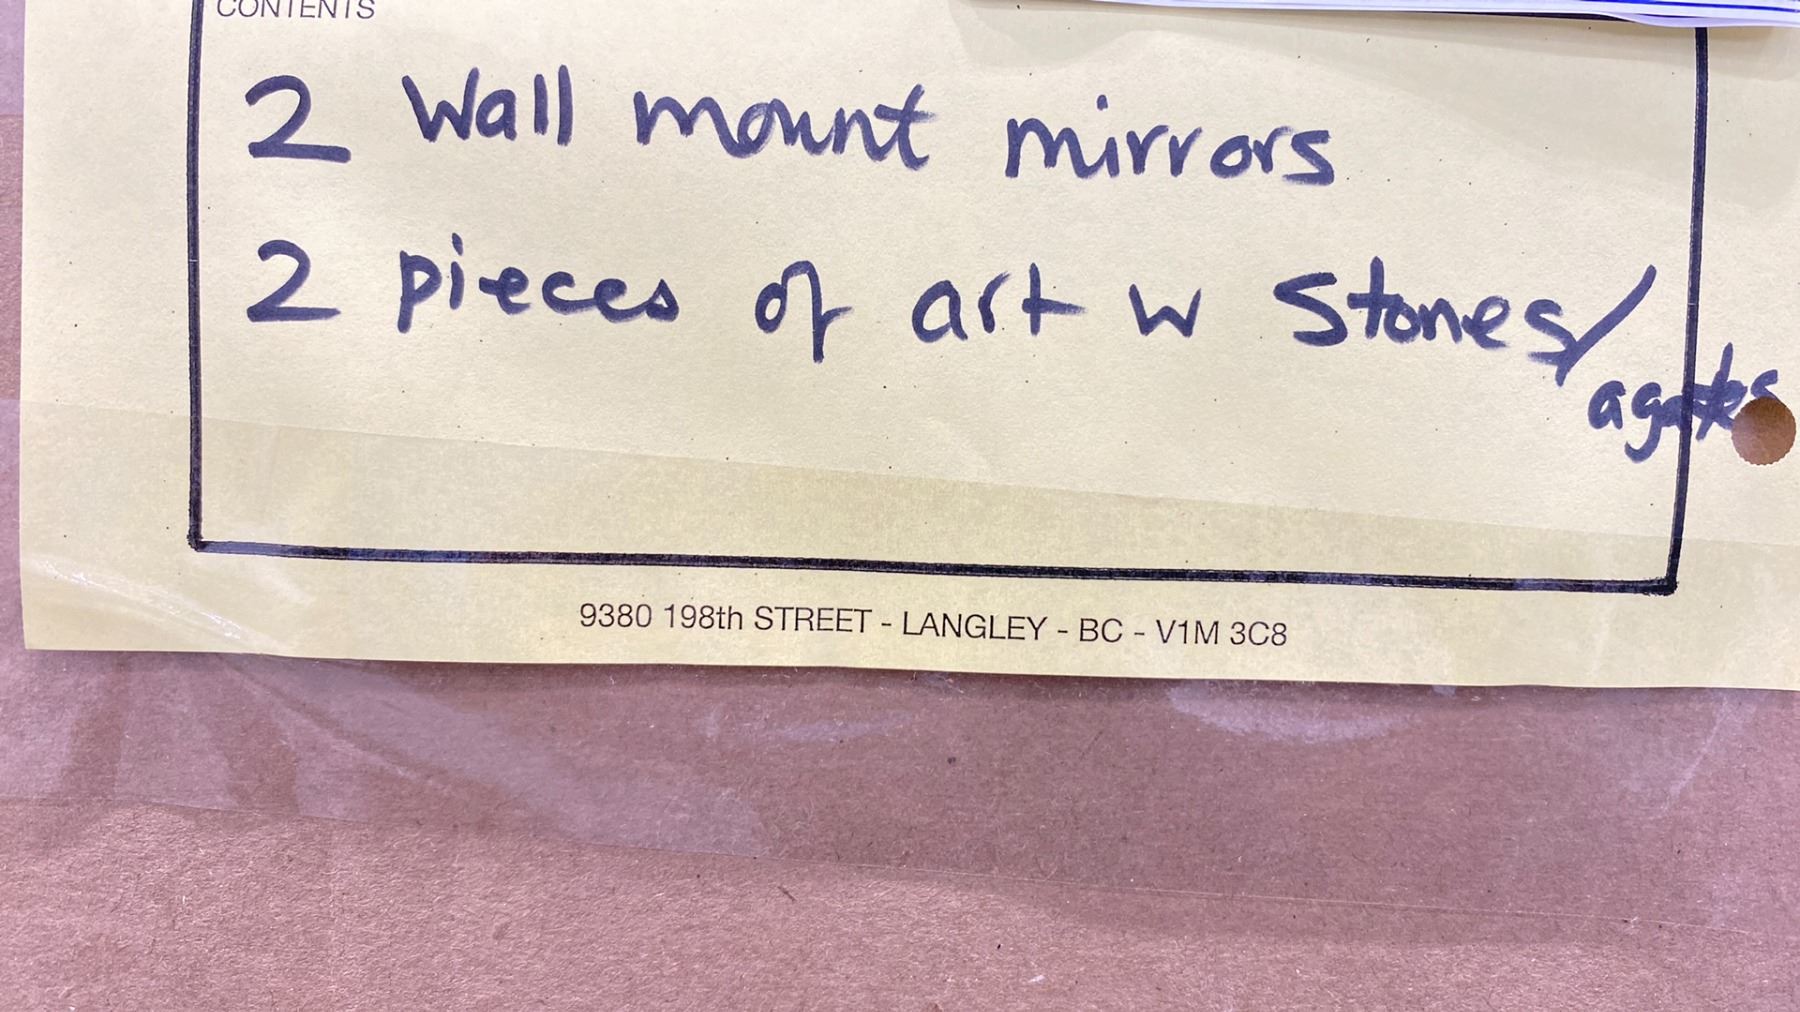 CONTENTS
2 Wall mount mirrors
2 pieces of art w Stones/
agates
9380 198th STREET - LANGLEY - BC - V1M 3C8